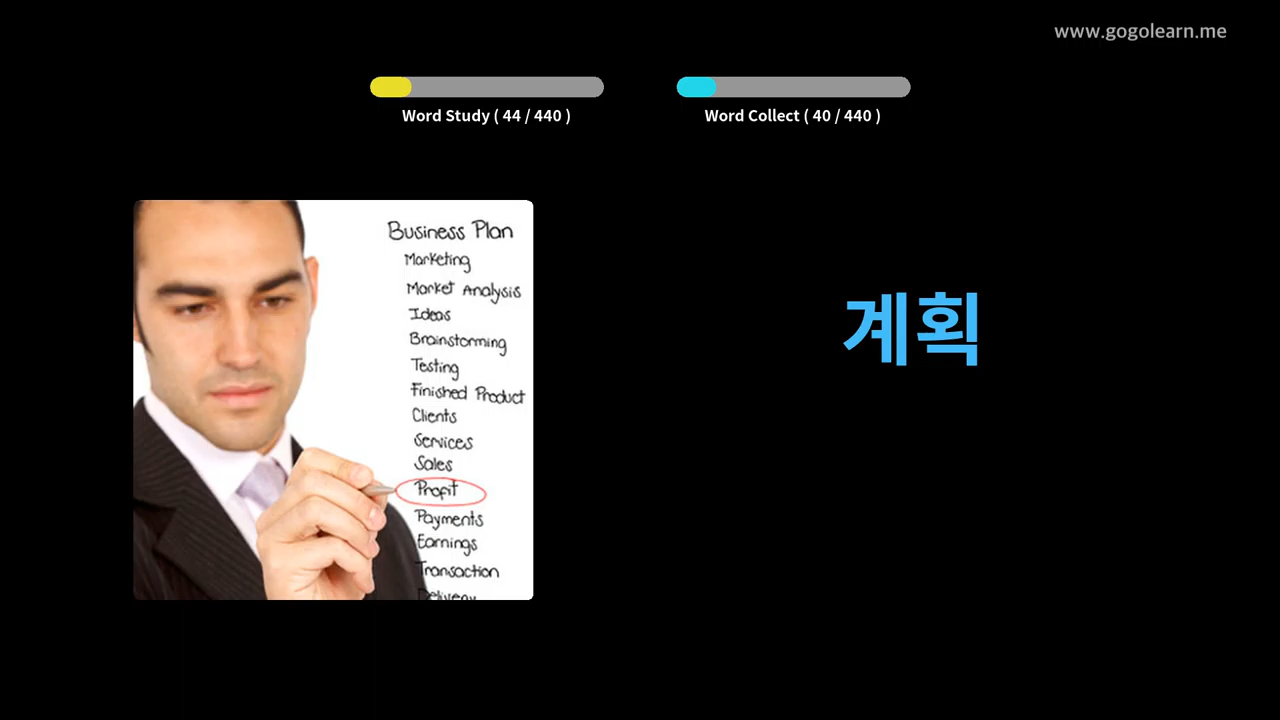 www.gogolearn.me
Word Study ( 44 / 440 )
Word Collect ( 40 / 440 )
Business Plan
Marketing
Market Analysis
Ideas
Brainstorming
Testing
Finished Product
Clients
Services
Sales
Profit
Payments
Earnings
Transaction
Delivery
계획